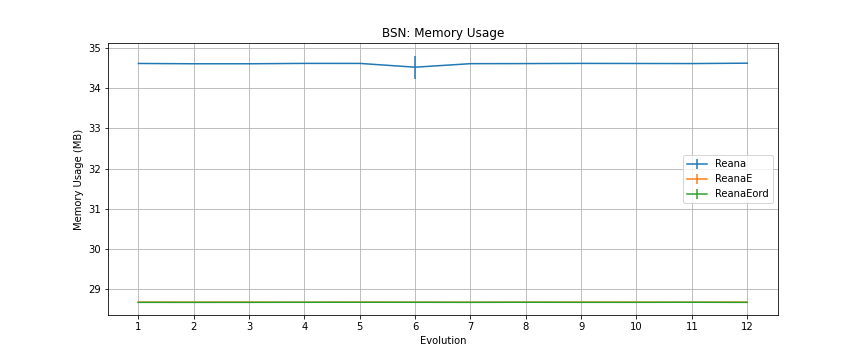 BSN: Memory Usage
Memory Usage (MB)
35
34
33
32
31
30
29
Reana
ReanaE
ReanaEord
1 2 3 4 5 6 7 8 9 10 11 12
Evolution